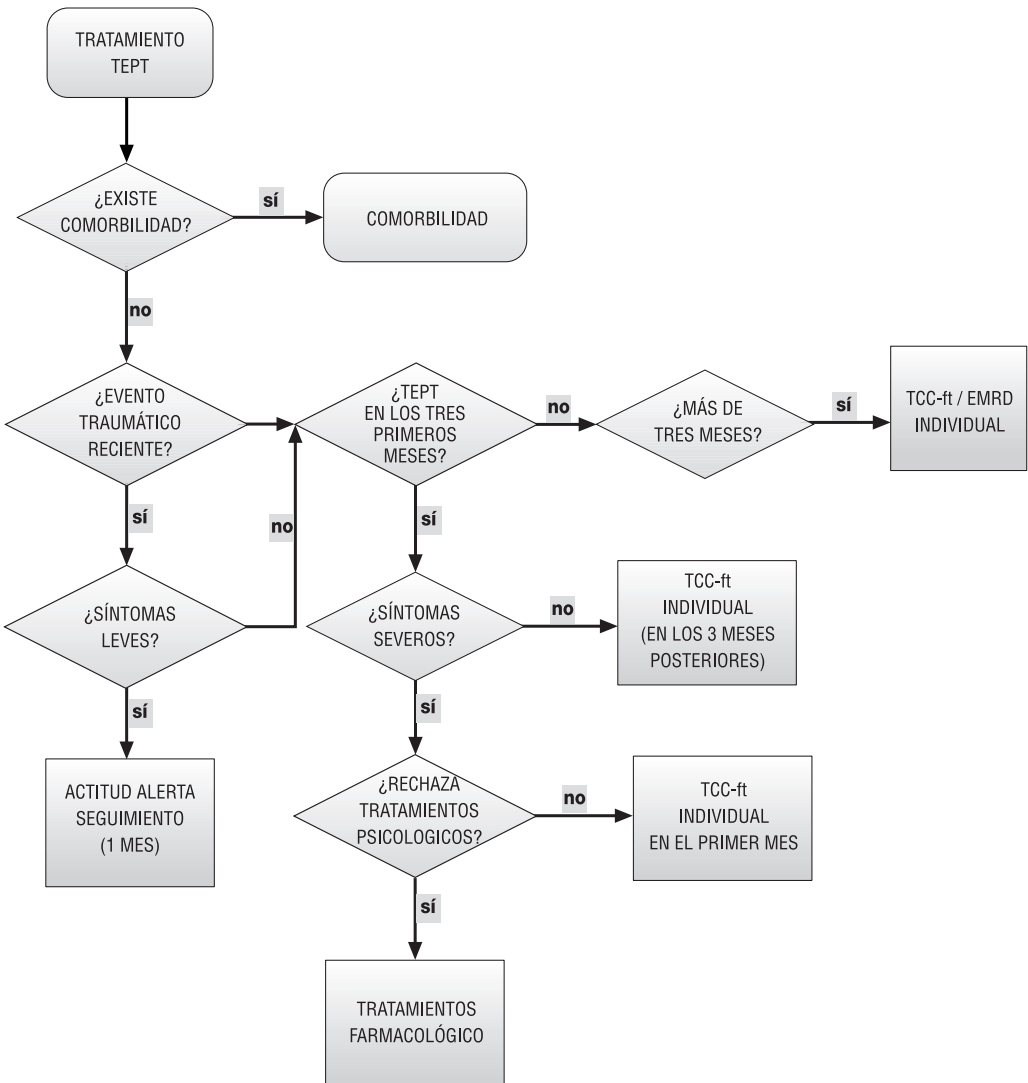 TRATAMIENTO
TEPT
¿EXISTE
COMORBILIDAD?
sí
COMORBILIDAD
no
¿EVENTO
TRAUMÁTICO
RECIENTE?
¿TEPT
EN LOS TRES
PRIMEROS
MESES?
no
¿MÁS DE
TRES MESES?
sí
TCC-ft / EMRD
INDIVIDUAL
sí
no
sí
¿SÍNTOMAS
LEVES?
¿SÍNTOMAS
SEVEROS?
no
TCC-ft
INDIVIDUAL
(EN LOS 3 MESES
POSTERIORES)
sí
sí
ACTITUD ALERTA
SEGUIMIENTO
(1 MES)
¿RECHAZA
TRATAMIENTOS
PSICOLOGICOS?
no
TCC-ft
INDIVIDUAL
EN EL PRIMER MES
sí
TRATAMIENTOS
FARMACOLÓGICO